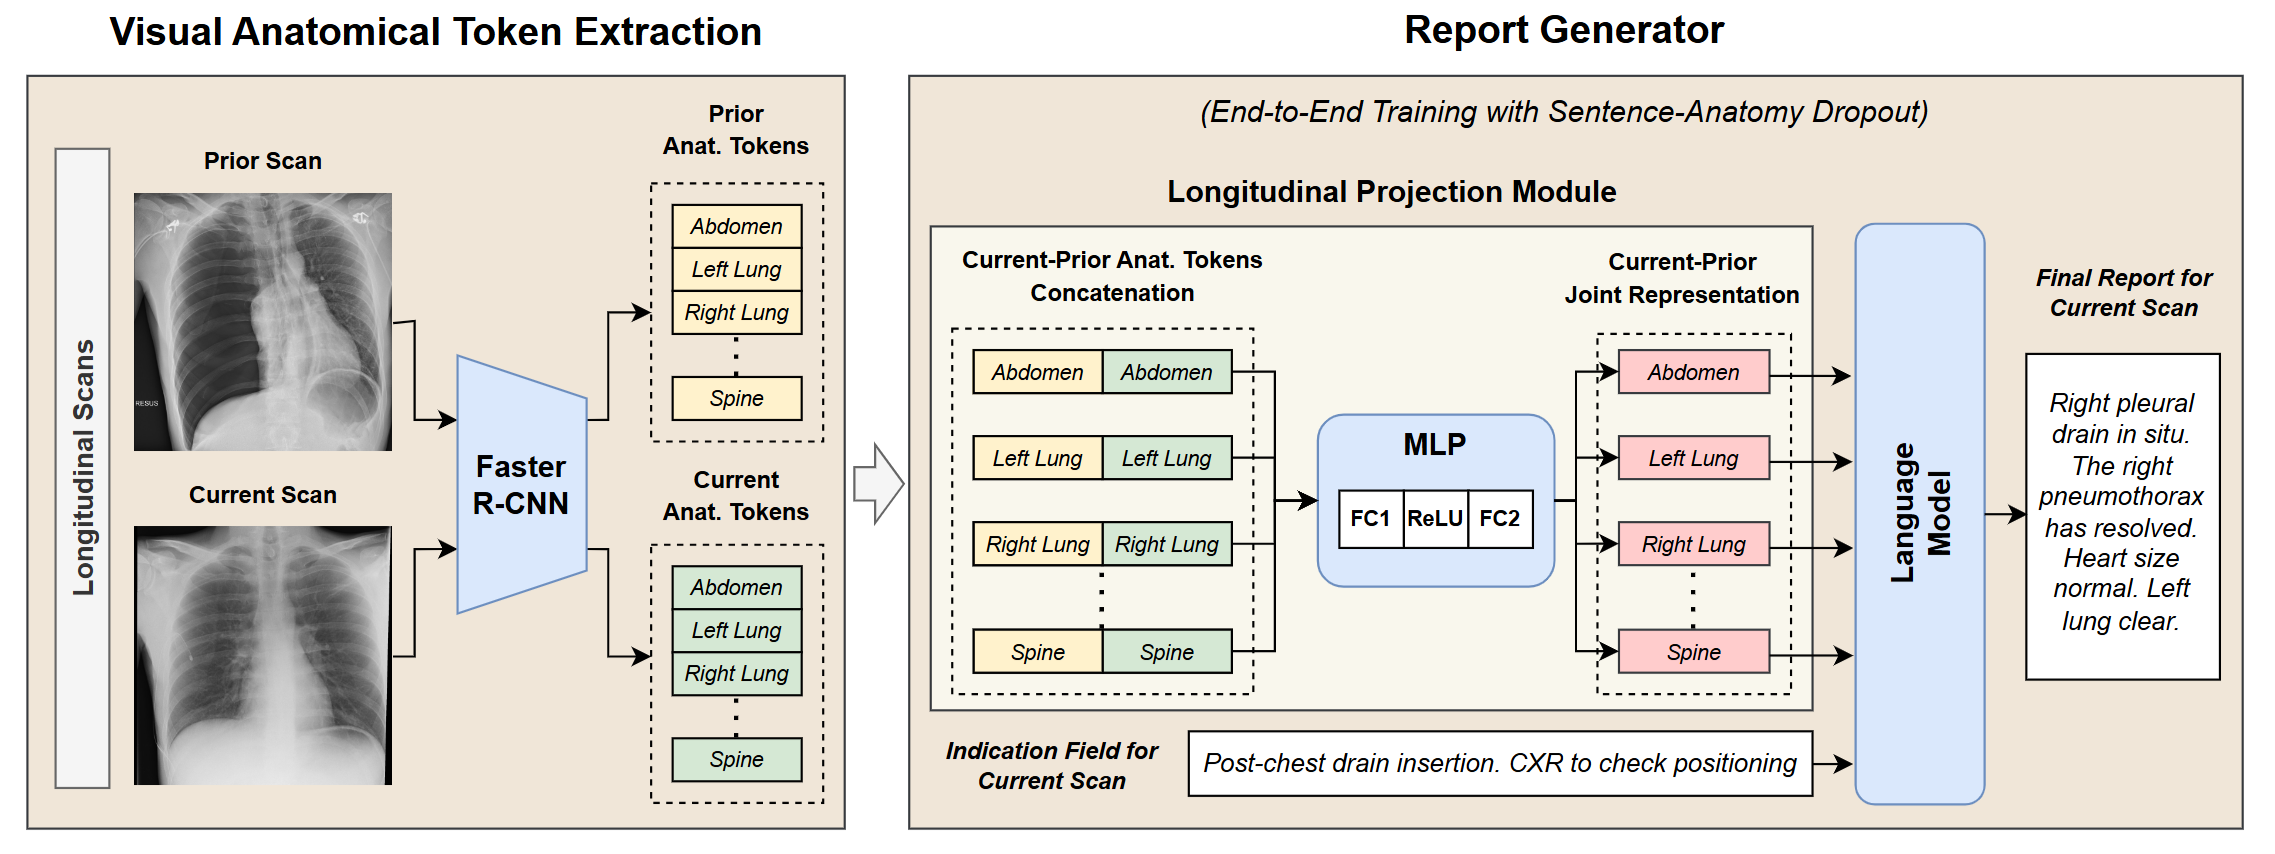 Visual Anatomical Token Extraction
Longitudinal Scans
Prior Scan
RESUS
Current Scan
Faster
R-CNN
Prior
Anat. Tokens
Abdomen
Left Lung
Right Lung
Spine
Current
Anat. Tokens
Abdomen
Left Lung
Right Lung
Spine
Report Generator
(End-to-End Training with Sentence-Anatomy Dropout)
Longitudinal Projection Module
Current-Prior Anat. Tokens
Concatenation
Abdomen Abdomen
Left Lung Left Lung
Right Lung Right Lung
Spine Spine
MLP
FC1 ReLU FC2
Current-Prior
Joint Representation
Abdomen
Left Lung
Right Lung
Spine
Indication Field for
Current Scan
Post-chest drain insertion. CXR to check positioning
Language
Model
Final Report for
Current Scan
Right pleural
drain in situ.
The right
pneumothorax
has resolved.
Heart size
normal. Left
lung clear.